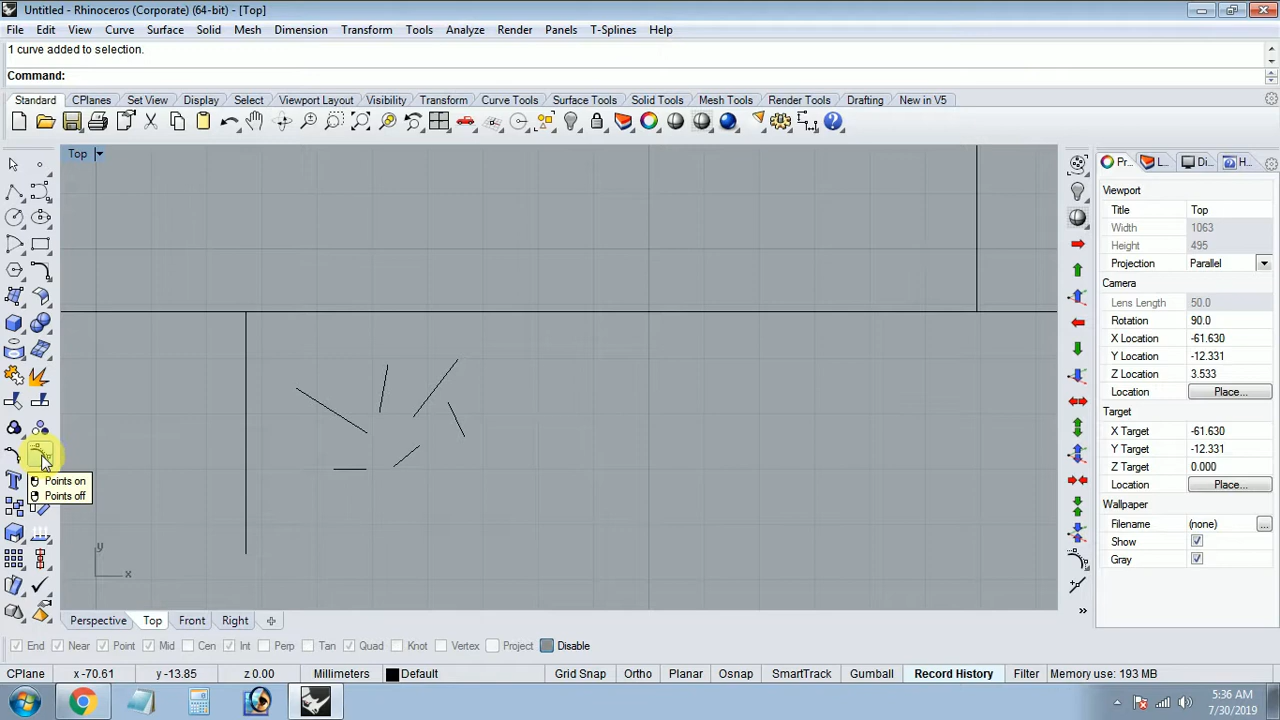 Untitled - Rhinoceros (Corporate) (64-bit) - [Top]
File Edit View Curve Surface Solid Mesh Dimension Transform Tools Analyze Render Panels T-Splines Help
1 curve added to selection.
Command:
Standard CPlanes Set View Display Select Viewport Layout Visibility Transform Curve Tools Surface Tools Solid Tools Mesh Tools Render Tools Drafting New in V5
Top
Pr... L... Di... H...
Viewport
Title Top
Width 1063
Height 495
Projection Parallel
Camera
Lens Length 50.0
Rotation 90.0
X Location -61.630
Y Location -12.331
Z Location 3.533
Location Place...
Target
X Target -61.630
Y Target -12.331
Z Target 0.000
Location Place...
Wallpaper
Filename (none) ...
Show
Gray
Points on
Points off
y
x
Perspective Top Front Right
End Near Point Mid Cen Int Perp Tan Quad Knot Vertex Project Disable
CPlane x -70.61 y -13.85 z 0.00 Millimeters Default Grid Snap Ortho Planar Osnap SmartTrack Gumball Record History Filter Memory use: 193 MB
5:36 AM
7/30/2019